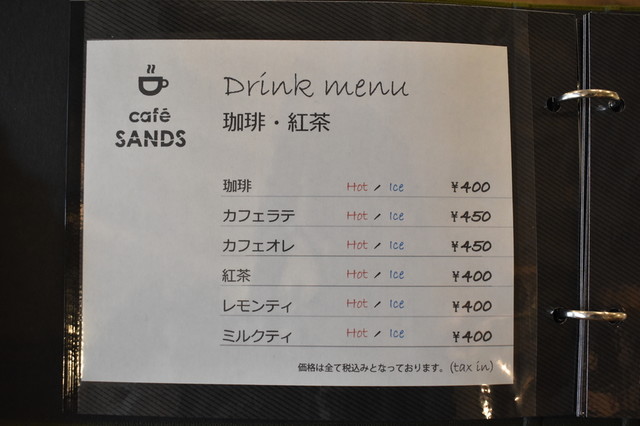 café
SANDS
Drink menu
珈琲・紅茶
珈琲 Hot / Ice ¥400
カフェラテ Hot / Ice ¥450
カフェオレ Hot / Ice ¥450
紅茶 Hot / Ice ¥400
レモンティ Hot / Ice ¥400
ミルクティ Hot / Ice ¥400
価格は全て税込みとなっております。(tax in)